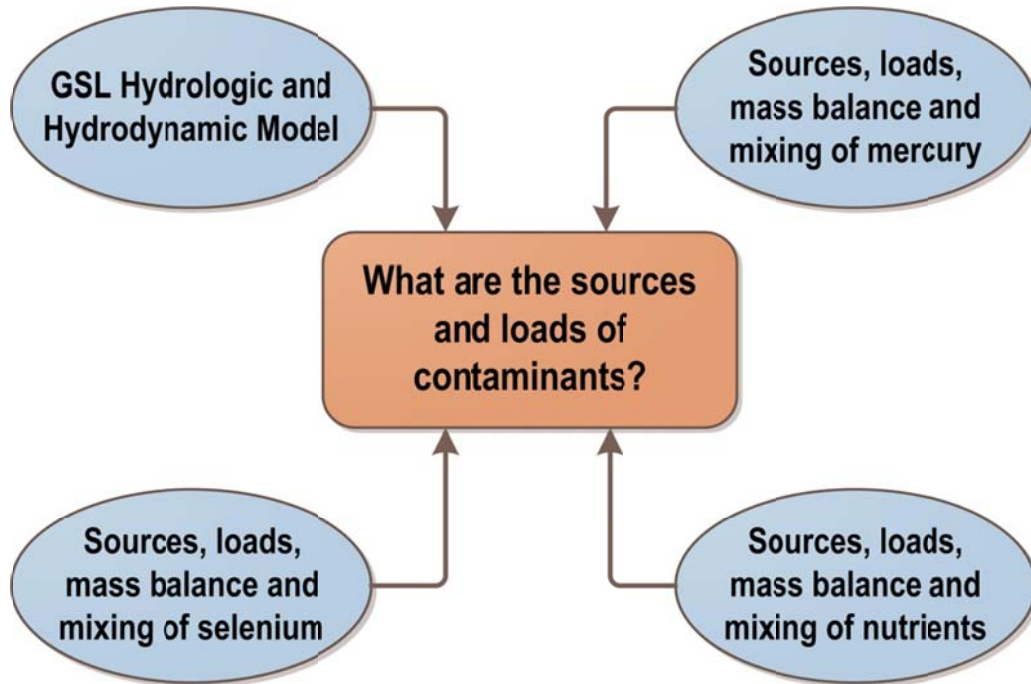 GSL Hydrologic and
Hydrodynamic Model
Sources, loads,
mass balance and
mixing of mercury
What are the sources
and loads of
contaminants?
Sources, loads,
mass balance and
mixing of selenium
Sources, loads,
mass balance and
mixing of nutrients